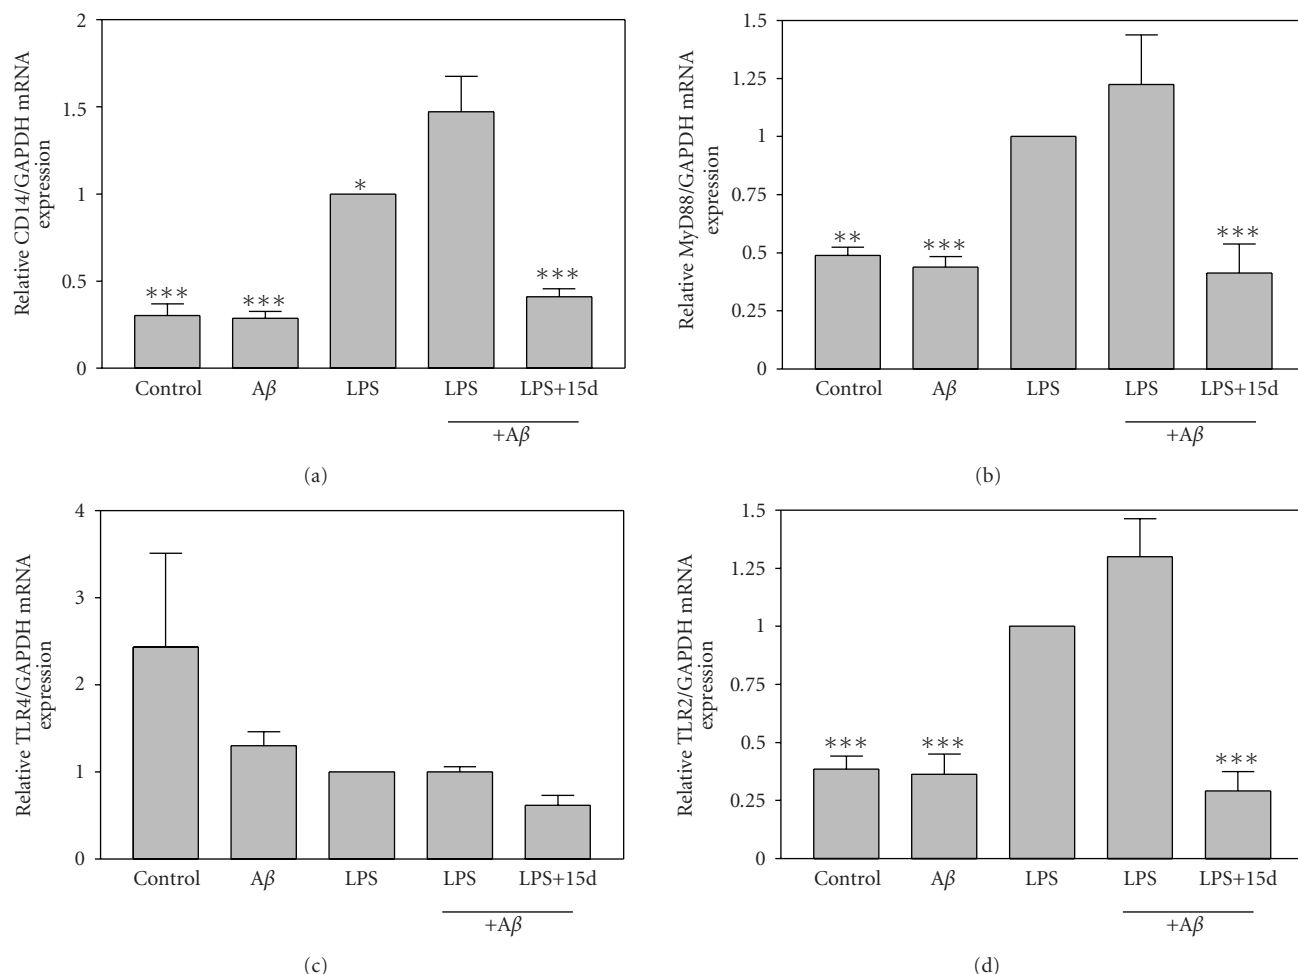 Relative CD14/GAPDH mRNA
expression
2
1.5
1
0.5
0
***
***
*
***
Control
Aβ
LPS
LPS
LPS+15d
+Aβ
(a)
Relative MyD88/GAPDH mRNA
expression
1.5
1.25
1
0.75
0.5
0.25
0
**
***
***
Control
Aβ
LPS
LPS
LPS+15d
+Aβ
(b)
Relative TLR4/GAPDH mRNA
expression
4
3
2
1
0
Control
Aβ
LPS
LPS
LPS+15d
+Aβ
(c)
Relative TLR2/GAPDH mRNA
expression
1.5
1.25
1
0.75
0.5
0.25
0
***
***
***
Control
Aβ
LPS
LPS
LPS+15d
+Aβ
(d)